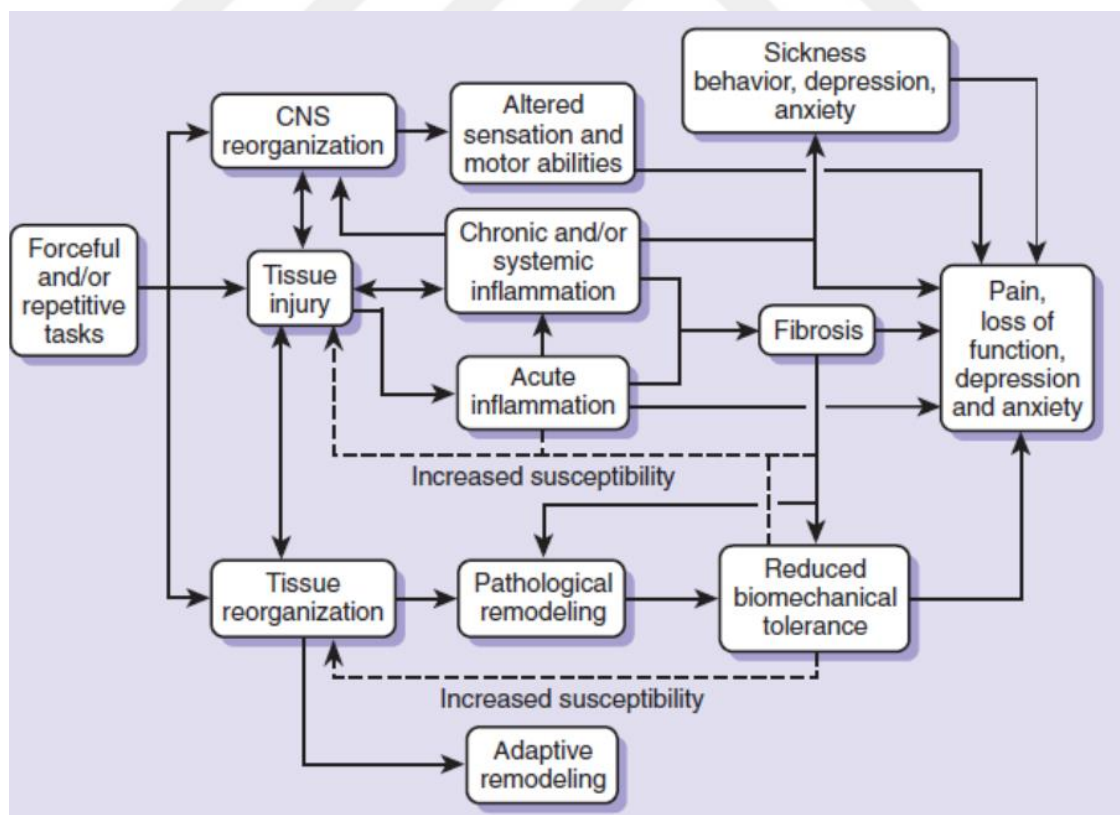 Sickness
behavior, depression,
anxiety
CNS
reorganization
Altered
sensation and
motor abilities
Forceful
and/or
repetitive
tasks
Tissue
injury
Chronic and/or
systemic
inflammation
Acute
inflammation
Fibrosis
Pain,
loss of
function,
depression
and anxiety
Increased susceptibility
Tissue
reorganization
Pathological
remodeling
Reduced
biomechanical
tolerance
Increased susceptibility
Adaptive
remodeling